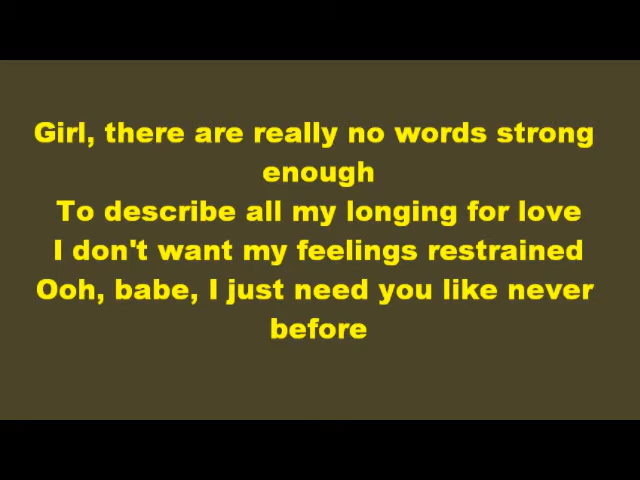 Girl, there are really no words strong
enough
To describe all my longing for love
I don't want my feelings restrained
Ooh, babe, I just need you like never
before